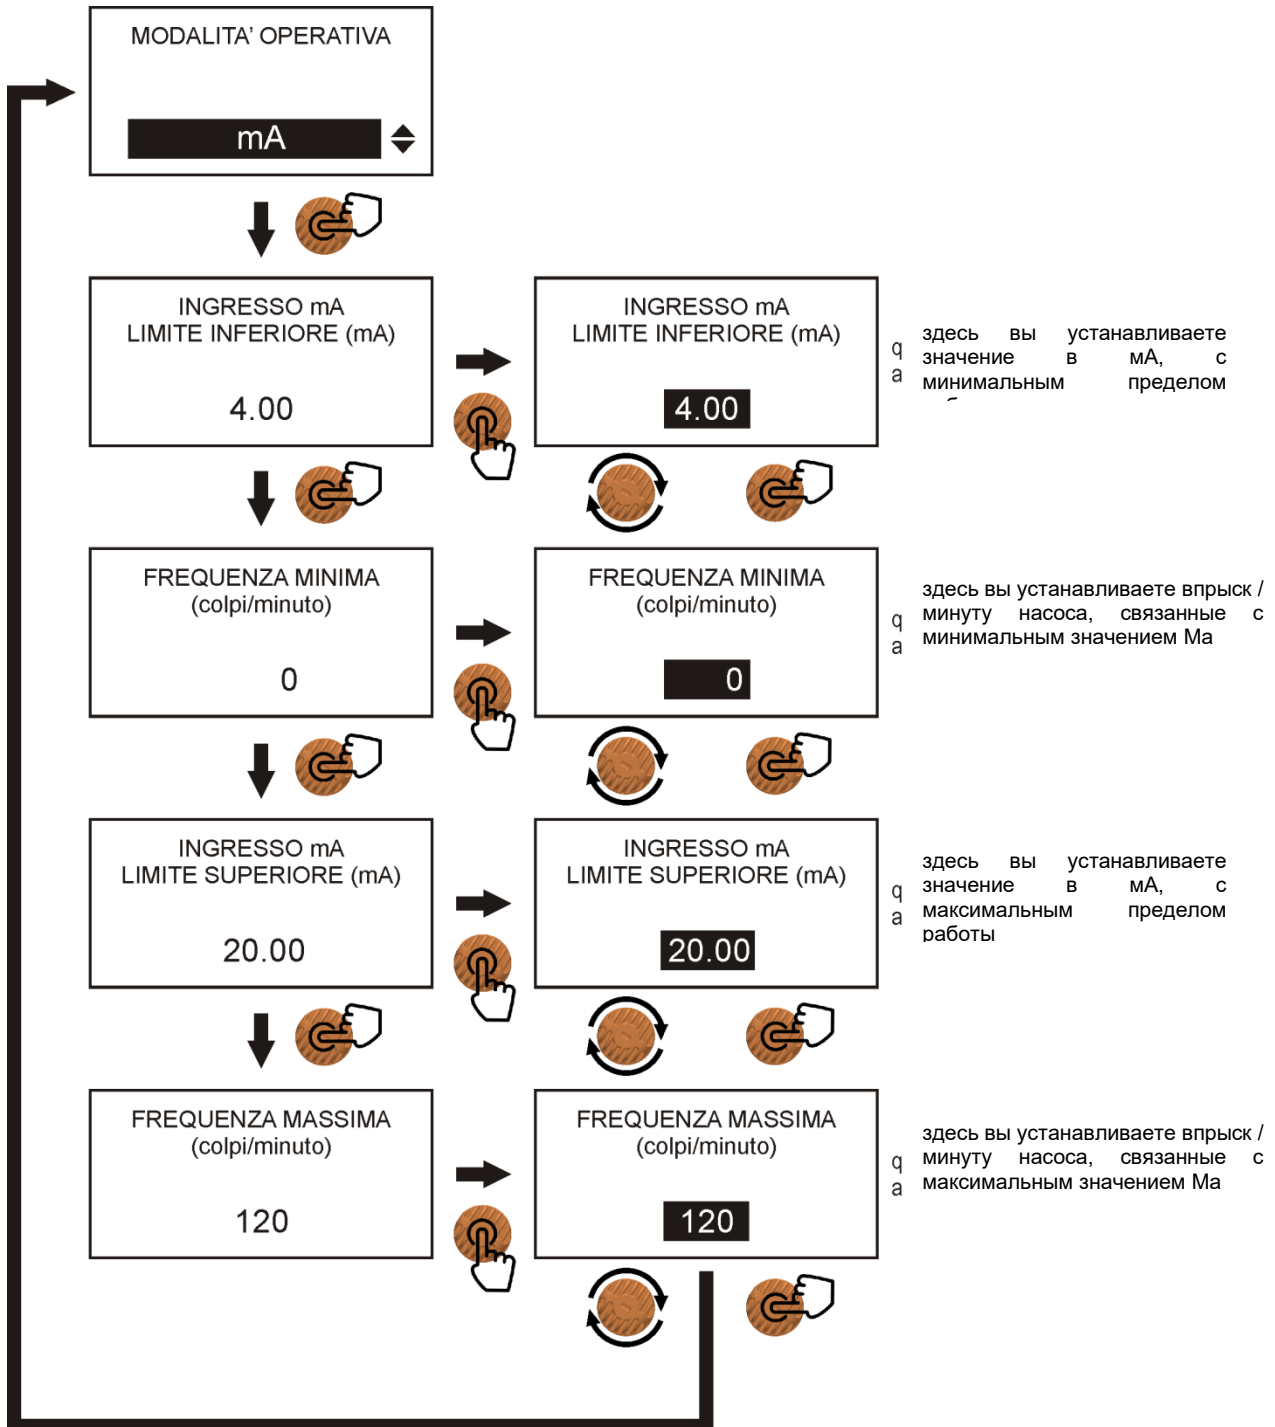 MODALITA' OPERATIVA
mA
INGRESSO mA
LIMITE INFERIORE (mA)
4.00
INGRESSO mA
LIMITE INFERIORE (mA)
4.00
q
a
здесь вы устанавливаете
значение в мА, с
минимальным пределом
FREQUENZA MINIMA
(colpi/minuto)
0
FREQUENZA MINIMA
(colpi/minuto)
0
q
a
здесь вы устанавливаете впрыск /
минуту насоса, связанные с
минимальным значением Ма
INGRESSO mA
LIMITE SUPERIORE (mA)
20.00
INGRESSO mA
LIMITE SUPERIORE (mA)
20.00
q
a
здесь вы устанавливаете
значение в мА, с
максимальным пределом
работы
FREQUENZA MASSIMA
(colpi/minuto)
120
FREQUENZA MASSIMA
(colpi/minuto)
120
q
a
здесь вы устанавливаете впрыск /
минуту насоса, связанные с
максимальным значением Ма